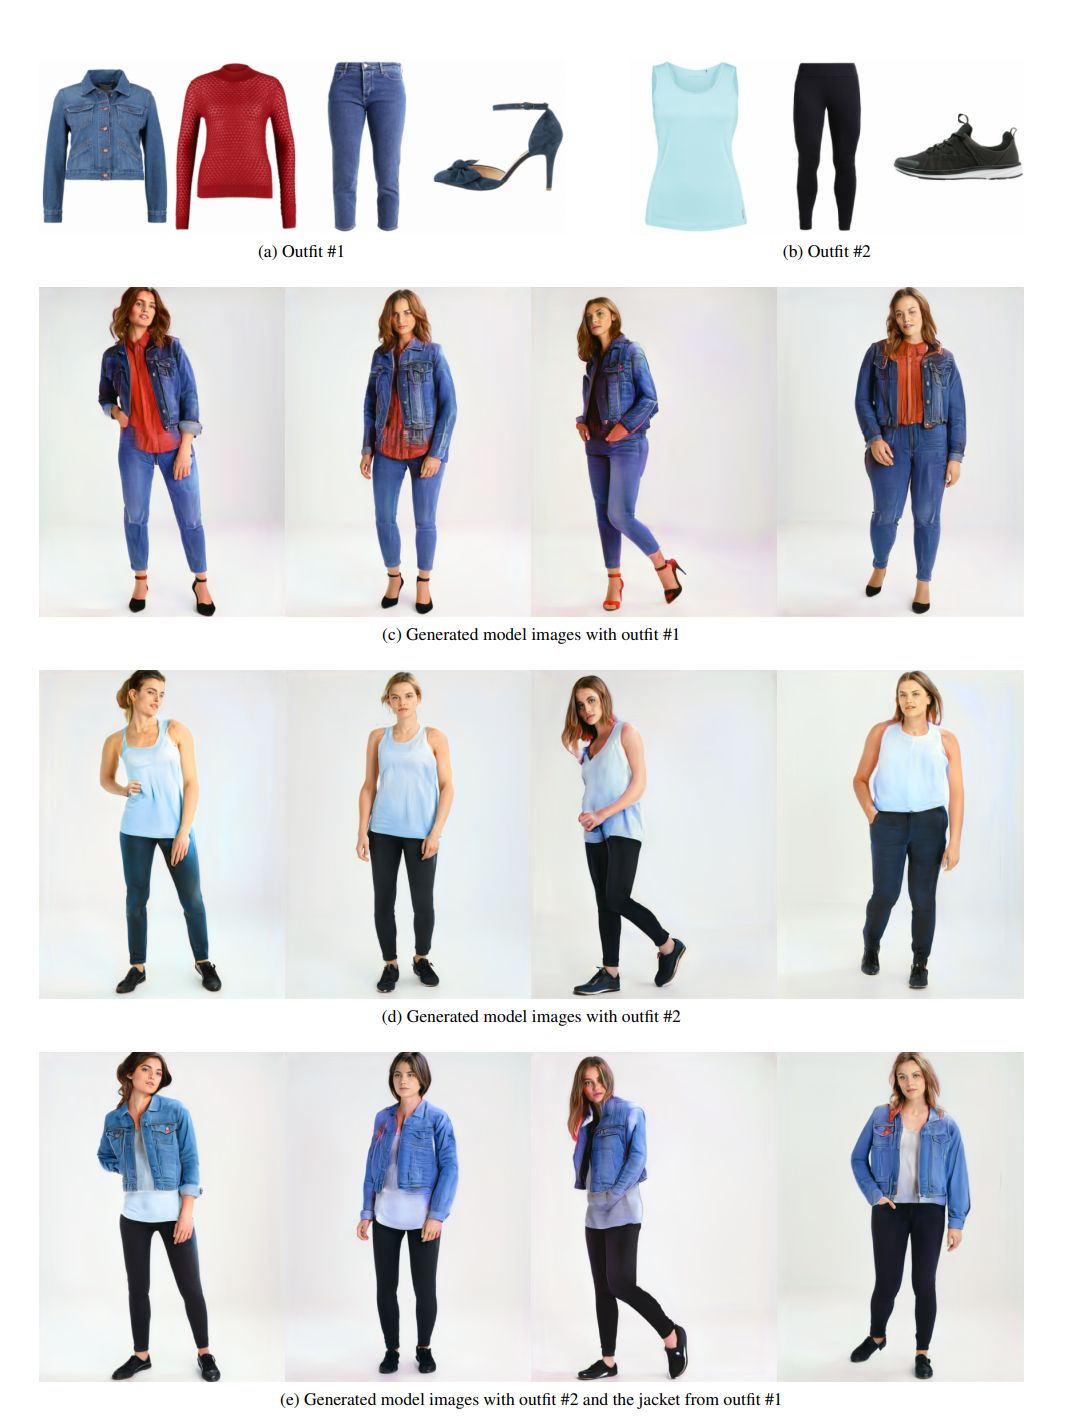 (a) Outfit #1
(b) Outfit #2
(c) Generated model images with outfit #1
(d) Generated model images with outfit #2
(e) Generated model images with outfit #2 and the jacket from outfit #1